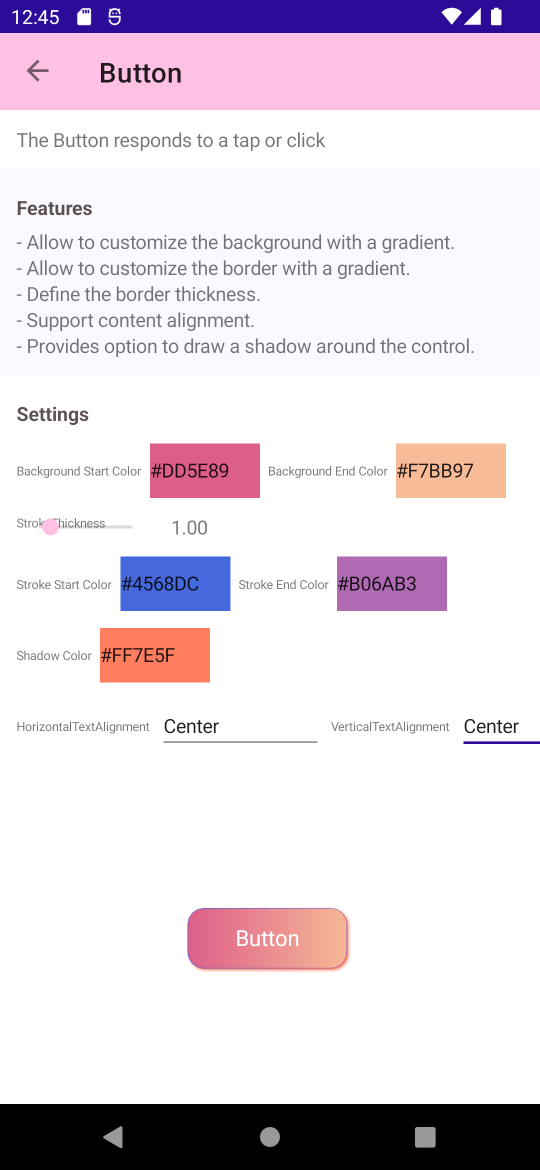 12:45
Button
The Button responds to a tap or click
Features
- Allow to customize the background with a gradient.
- Allow to customize the border with a gradient.
- Define the border thickness.
- Support content alignment.
- Provides option to draw a shadow around the control.
Settings
Background Start Color #DD5E89 Background End Color #F7BB97
Stroke Thickness 1.00
Stroke Start Color #4568DC Stroke End Color #B06AB3
Shadow Color #FF7E5F
HorizontalTextAlignment Center VerticalTextAlignment Center
Button